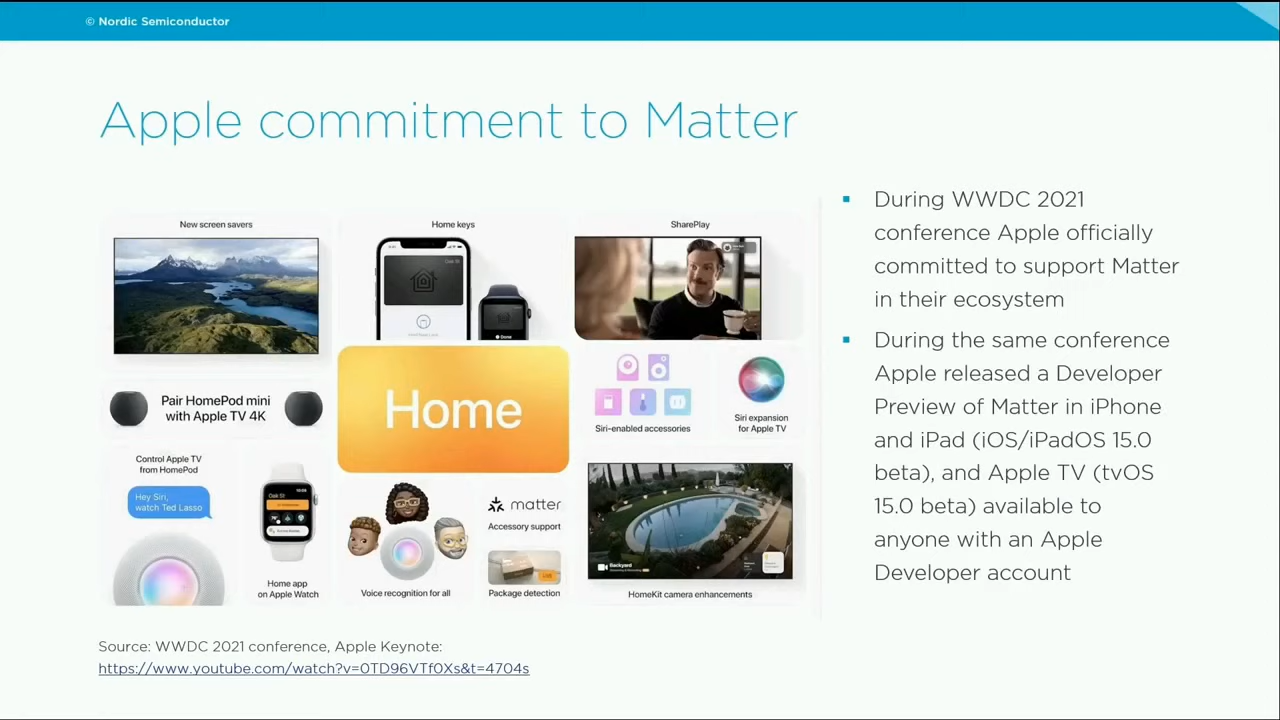 © Nordic Semiconductor
Apple commitment to Matter
New screen savers
Home keys
SharePlay
Pair HomePod mini
with Apple TV 4K
Home
Siri-enabled accessories
Siri expansion
for Apple TV
Control Apple TV
from HomePod
Hey Siri,
watch Ted Lasso
Home app
on Apple Watch
Voice recognition for all
matter
Accessory support
Package detection
Backyard
HomeKit camera enhancements
During WWDC 2021
conference Apple officially
committed to support Matter
in their ecosystem
During the same conference
Apple released a Developer
Preview of Matter in iPhone
and iPad (iOS/iPadOS 15.0
beta), and Apple TV (tvOS
15.0 beta) available to
anyone with an Apple
Developer account
Source: WWDC 2021 conference, Apple Keynote:
https://www.youtube.com/watch?v=0TD96VTf0Xs&t=4704s